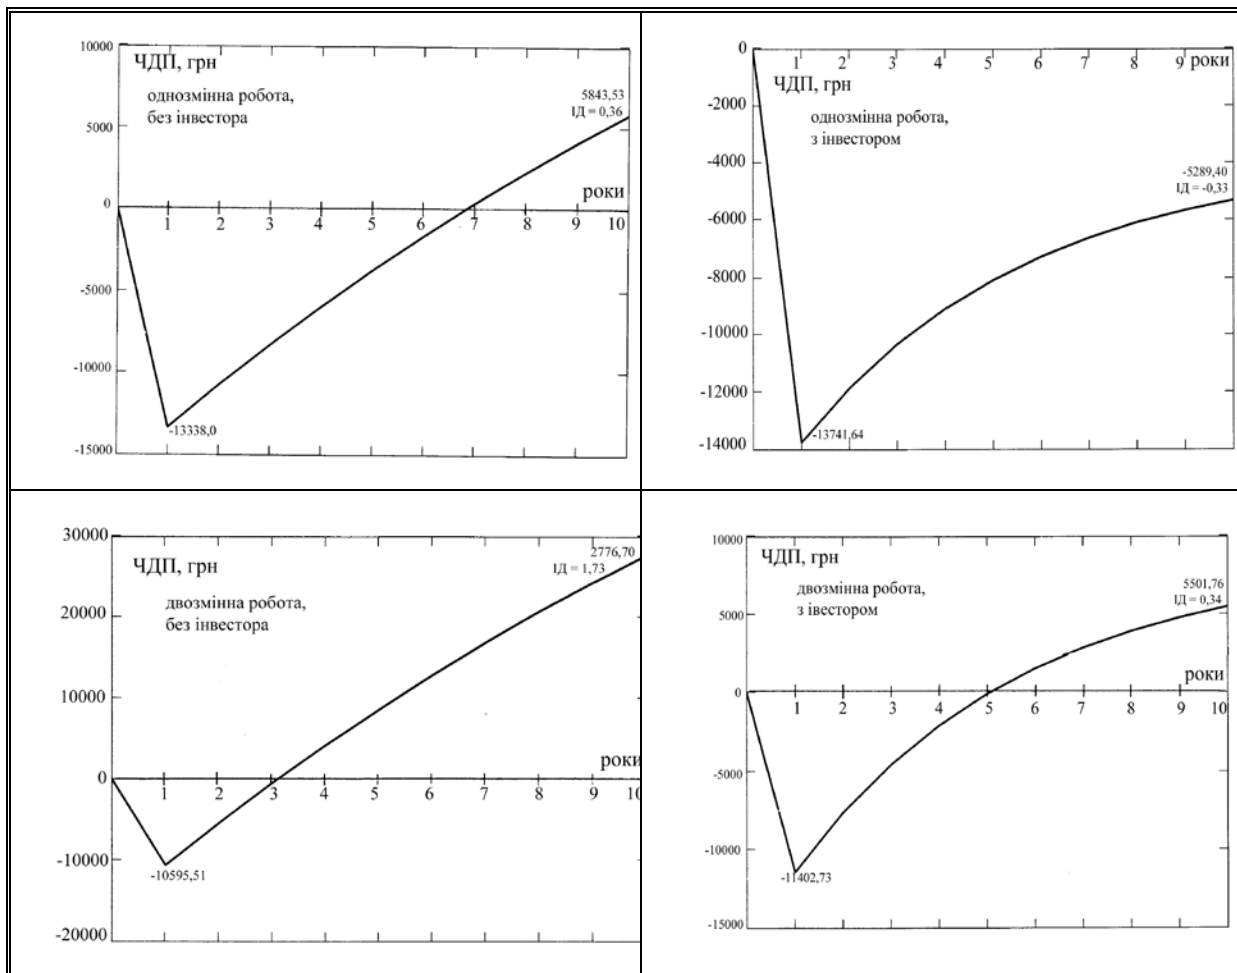 10000
ЧДП, грн
однозмінна робота,
без інвестора
5843,53
ІД = 0,36
5000
роки
0
1 2 3 4 5 6 7 8 9 10
-5000
-10000
-13338,0
-15000
0
1 2 3 4 5 6 7 8 9 роки
ЧДП, грн
-2000
однозмінна робота,
з інвестором
-4000
-5289,40
ІД = -0,33
-6000
-8000
-10000
-12000
-13741,64
-14000
30000
ЧДП, грн
2776,70
ІД = 1,73
двозмінна робота,
без інвестора
20000
10000
роки
0
1 2 3 4 5 6 7 8 9 10
-10000
-10595,51
-20000
10000
ЧДП, грн
двозмінна робота,
з івестором
5501,76
ІД = 0,34
5000
роки
0
1 2 3 4 5 6 7 8 9 10
-5000
-10000
-11402,73
-15000